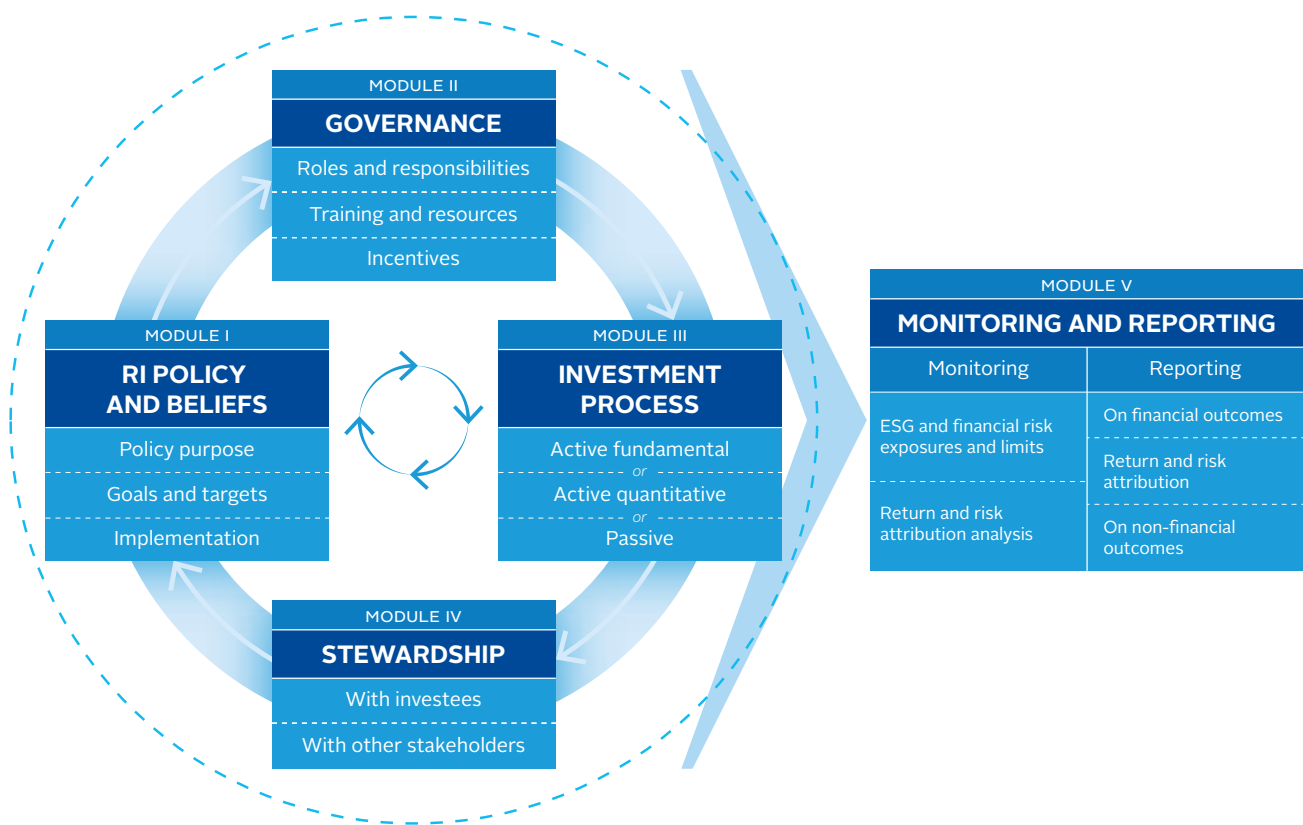 MODULE II
GOVERNANCE
Roles and responsibilities
Training and resources
Incentives
MODULE I
RI POLICY
AND BELIEFS
Policy purpose
Goals and targets
Implementation
MODULE III
INVESTMENT
PROCESS
Active fundamental
or
Active quantitative
or
Passive
MODULE IV
STEWARDSHIP
With investees
With other stakeholders
MODULE V
MONITORING AND REPORTING
Monitoring
ESG and financial risk
exposures and limits
Return and risk
attribution analysis
Reporting
On financial outcomes
Return and risk
attribution
On non-financial
outcomes